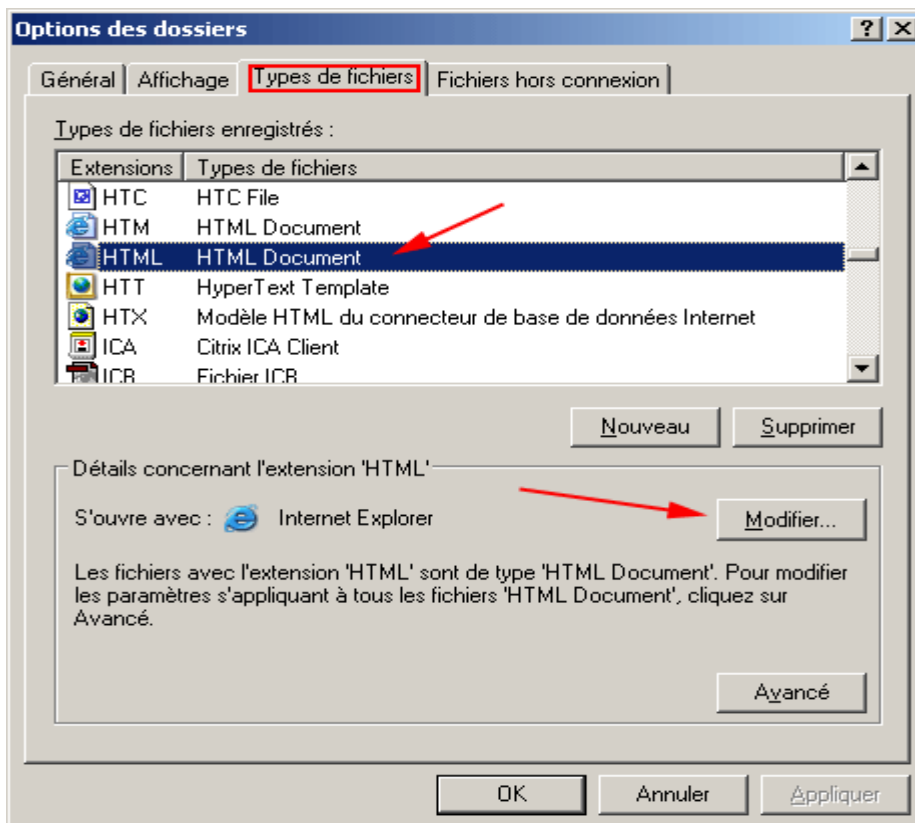 Options des dossiers
Général Affichage Types de fichiers Fichiers hors connexion
Types de fichiers enregistrés :
Extensions Types de fichiers
HTC HTC File
HTM HTML Document
HTML HTML Document
HTT HyperText Template
HTX Modèle HTML du connecteur de base de données Internet
ICA Citrix ICA Client
ICB Fichier ICB
Nouveau Supprimer
Détails concernant l'extension 'HTML'
S'ouvre avec : Internet Explorer Modifier...
Les fichiers avec l'extension 'HTML' sont de type 'HTML Document'. Pour modifier
les paramètres s'appliquant à tous les fichiers 'HTML Document', cliquez sur
Avancé.
Avancé
OK Annuler Appliquer